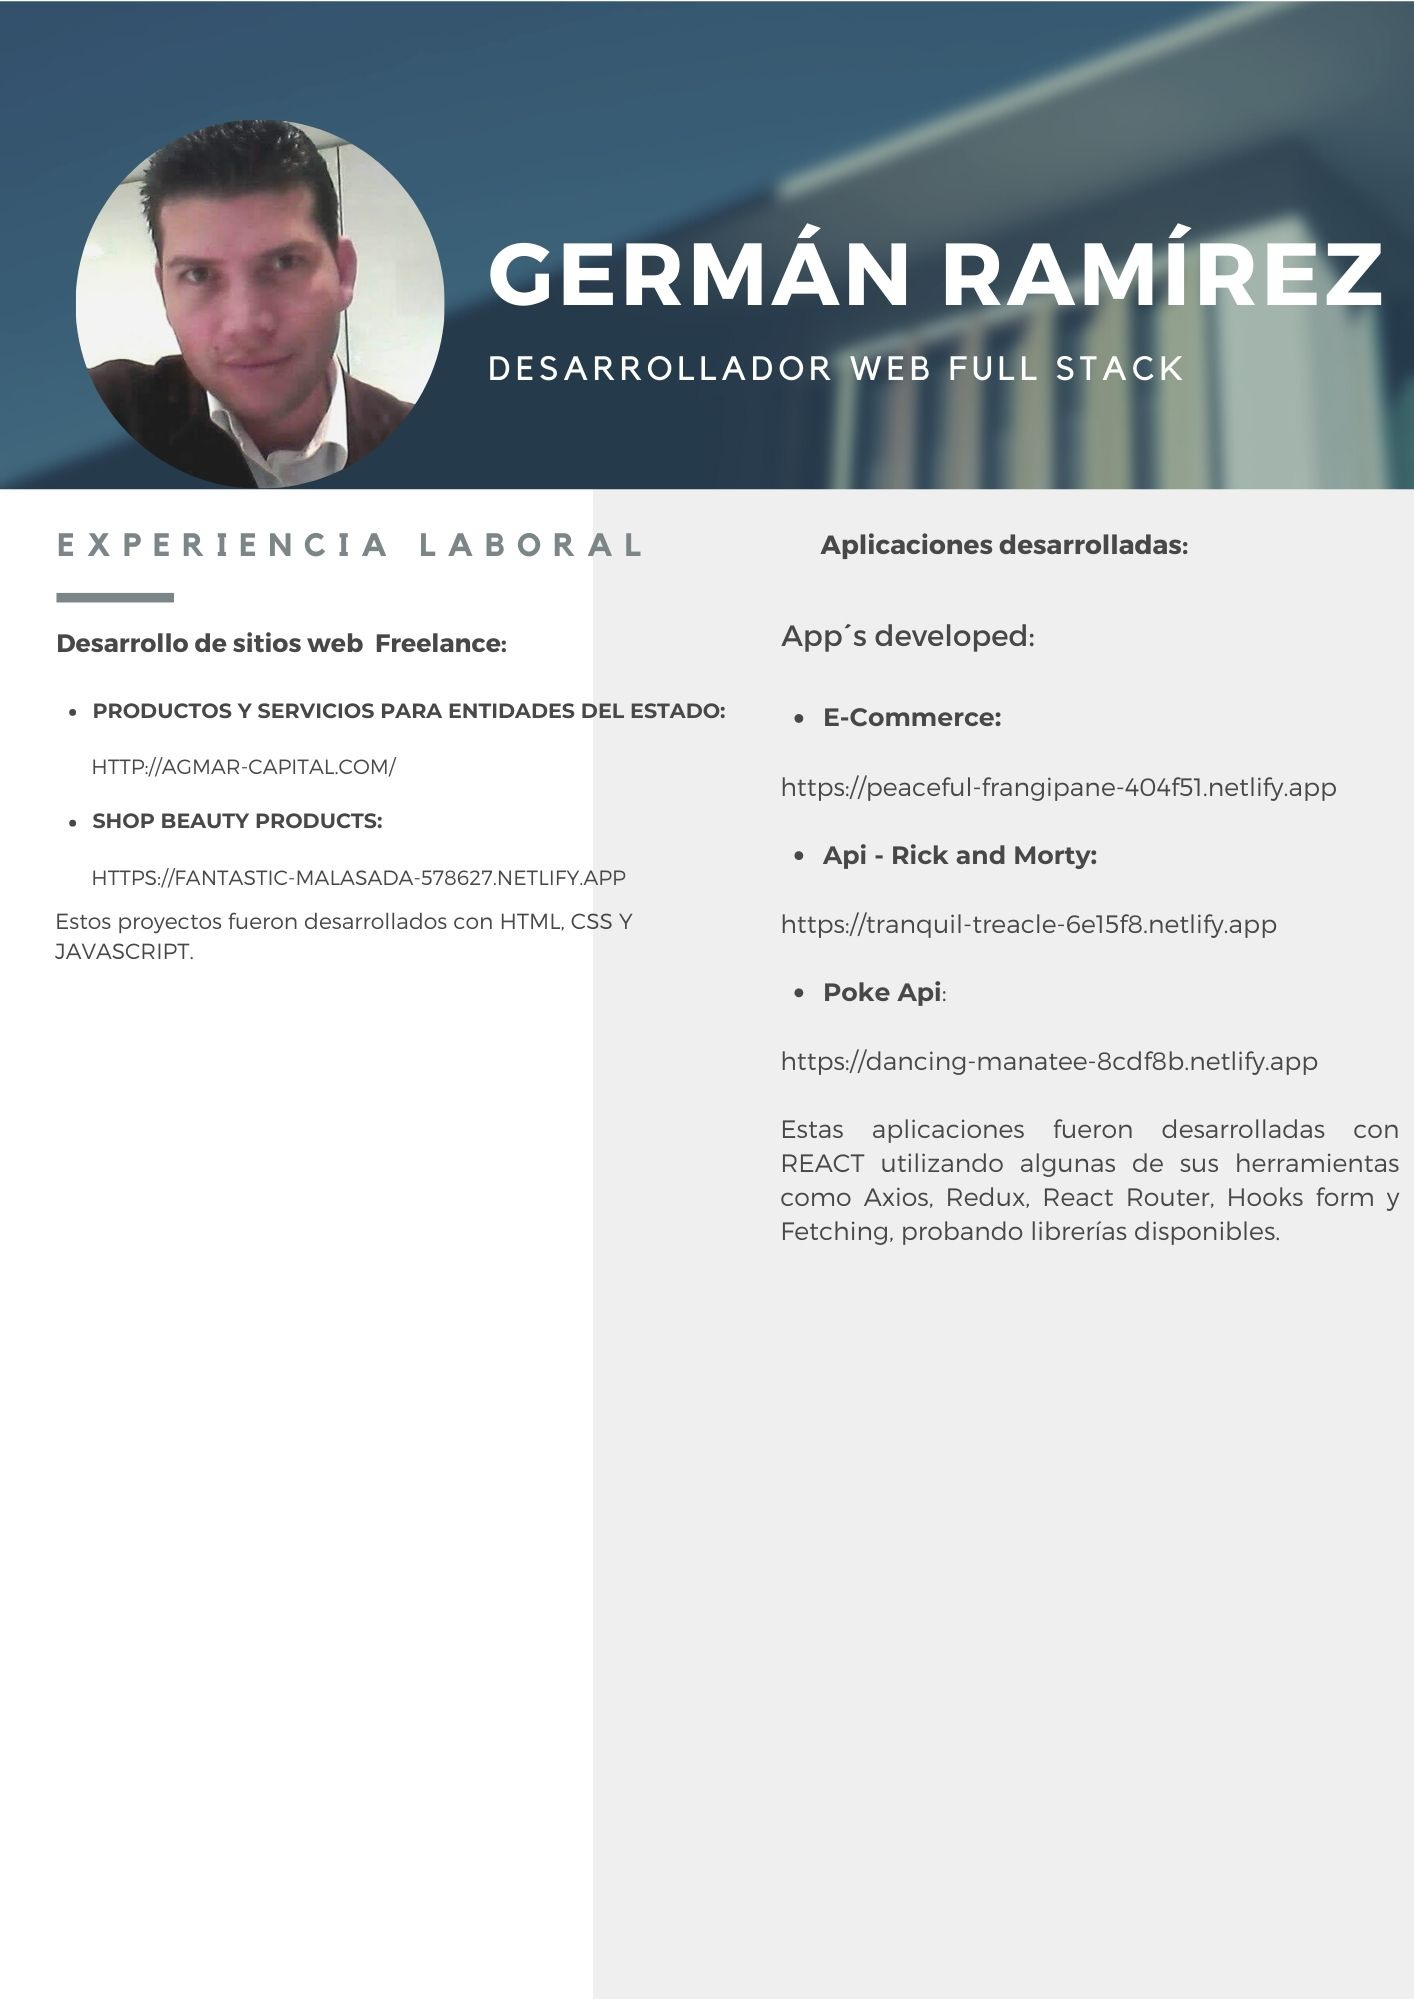 GERMÁN RAMÍREZ
DESARROLLADOR WEB FULL STACK
EXPERIENCIA LABORAL
Desarrollo de sitios web  Freelance:
• PRODUCTOS Y SERVICIOS PARA ENTIDADES DEL ESTADO:
HTTP://AGMAR-CAPITAL.COM/
• SHOP BEAUTY PRODUCTS:
HTTPS://FANTASTIC-MALASADA-578627.NETLIFY.APP
Estos proyectos fueron desarrollados con HTML, CSS Y
JAVASCRIPT.
Aplicaciones desarrolladas:
App´s developed:
• E-Commerce:
https://peaceful-frangipane-404f51.netlify.app
• Api - Rick and Morty:
https://tranquil-treacle-6e15f8.netlify.app
• Poke Api:
https://dancing-manatee-8cdf8b.netlify.app
Estas aplicaciones fueron desarrolladas con
REACT utilizando algunas de sus herramientas
como Axios, Redux, React Router, Hooks form y
Fetching, probando librerías disponibles.